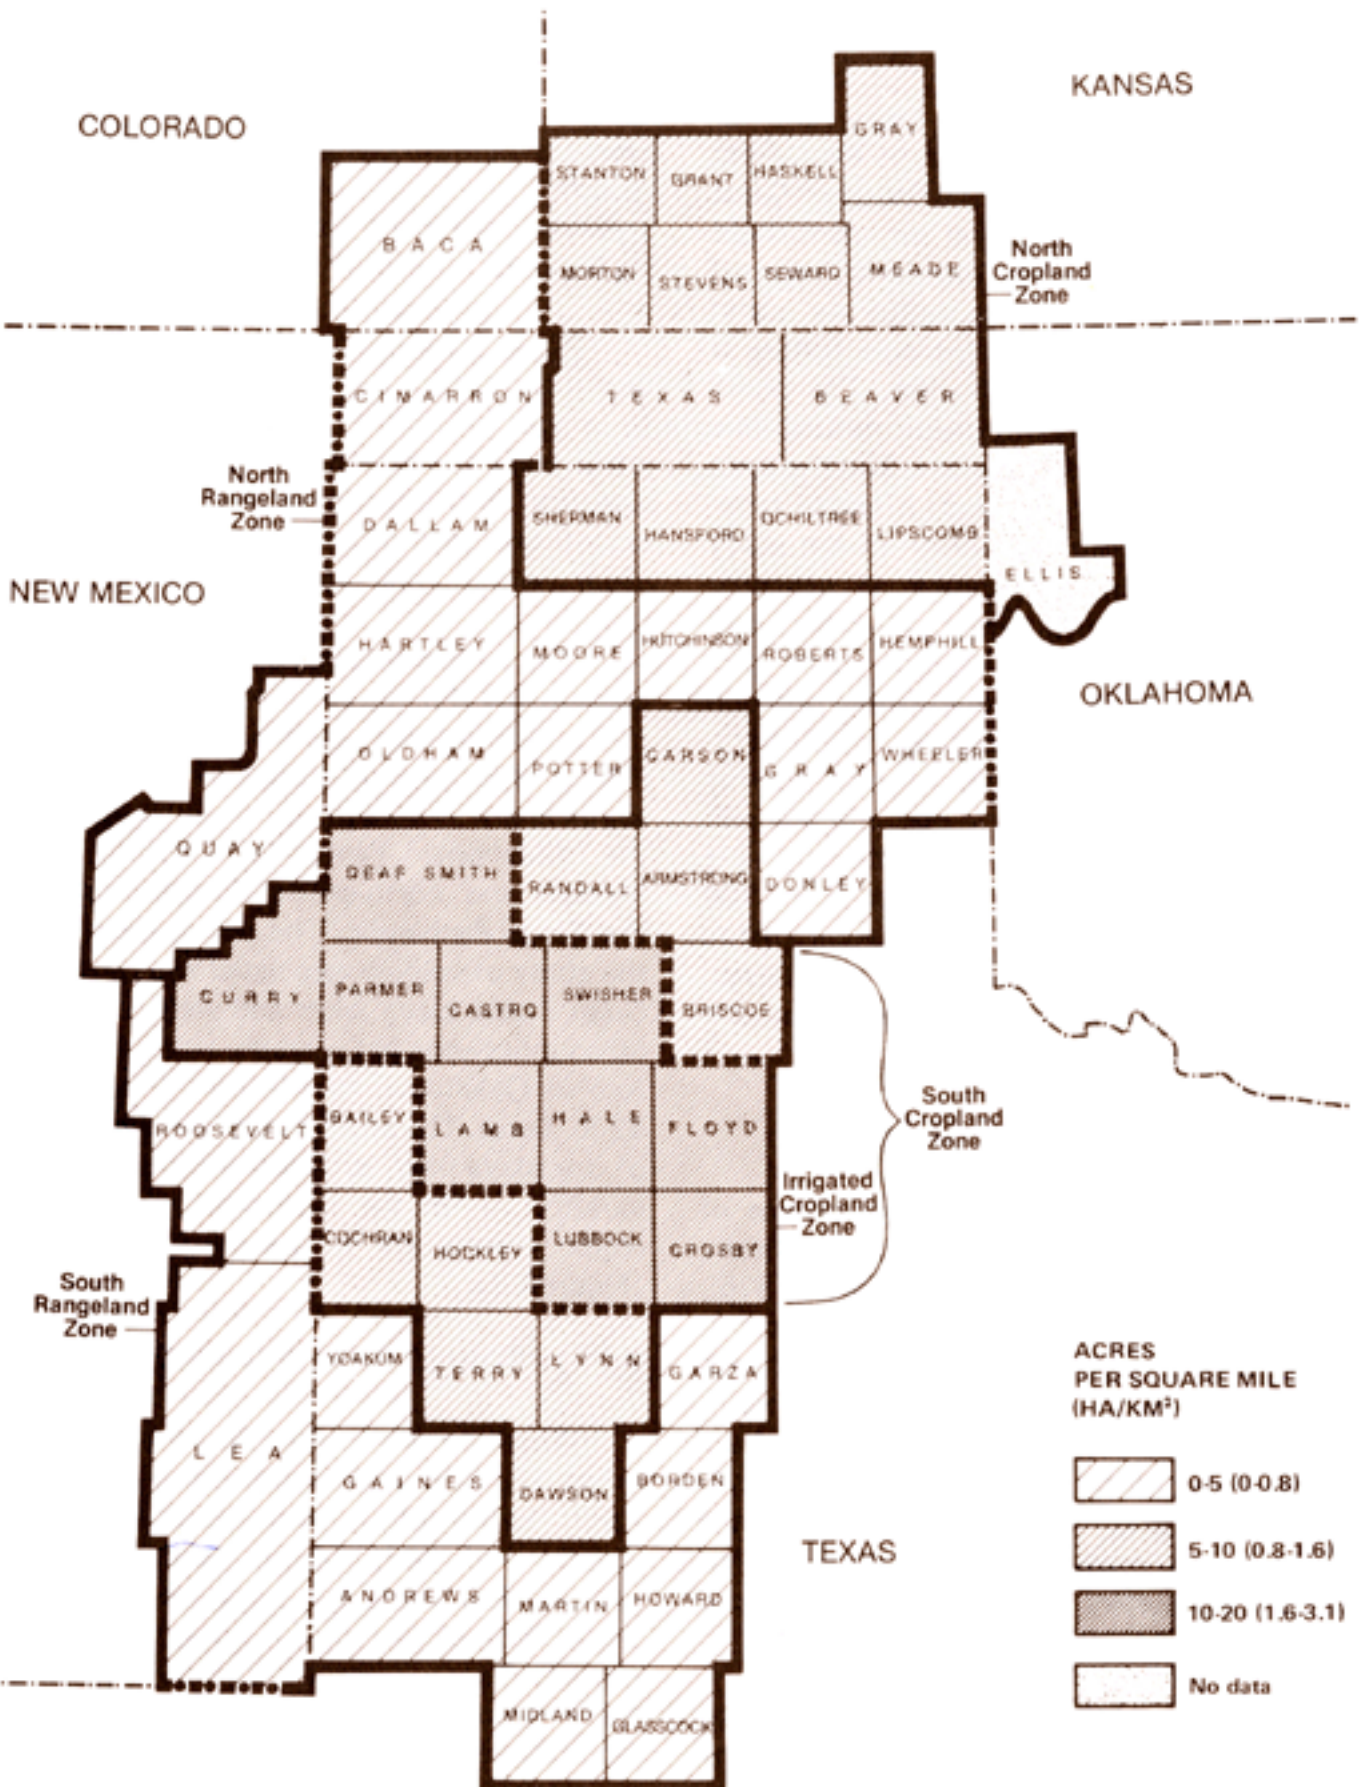 COLORADO
KANSAS
GRAY
STANTON
GRANT
HASKELL
BACA
MORTON
STEVENS
SEWARD
MEADE
North
Cropland
Zone
CIMARRON
TEXAS
BEAVER
North
Rangeland
Zone
DALLAM
SHERMAN
HANSFORD
OCHILTREE
LIPSCOMB
ELLIS
NEW MEXICO
HARTLEY
MOORE
HUTCHINSON
ROBERTS
HEMPHILL
OKLAHOMA
OLDHAM
POTTER
CARSON
GRAY
WHEELER
QUAY
DEAF SMITH
RANDALL
ARMSTRONG
DONLEY
CURRY
PARMER
CASTRO
SWISHER
BRISCOE
South
Cropland
Zone
ROOSEVELT
BAILEY
LAMB
HALE
FLOYD
Irrigated
Cropland
Zone
COCHRAN
HOCKLEY
LUBBOCK
CROSBY
South
Rangeland
Zone
YOAKUM
TERRY
LYNN
GARZA
LEA
GAINES
DAWSON
BORDEN
ANDREWS
MARTIN
HOWARD
TEXAS
MIDLAND
GLASSCOCK
ACRES
PER SQUARE MILE
(HA/KM²)
0-5 (0-0.8)
5-10 (0.8-1.6)
10-20 (1.6-3.1)
No data